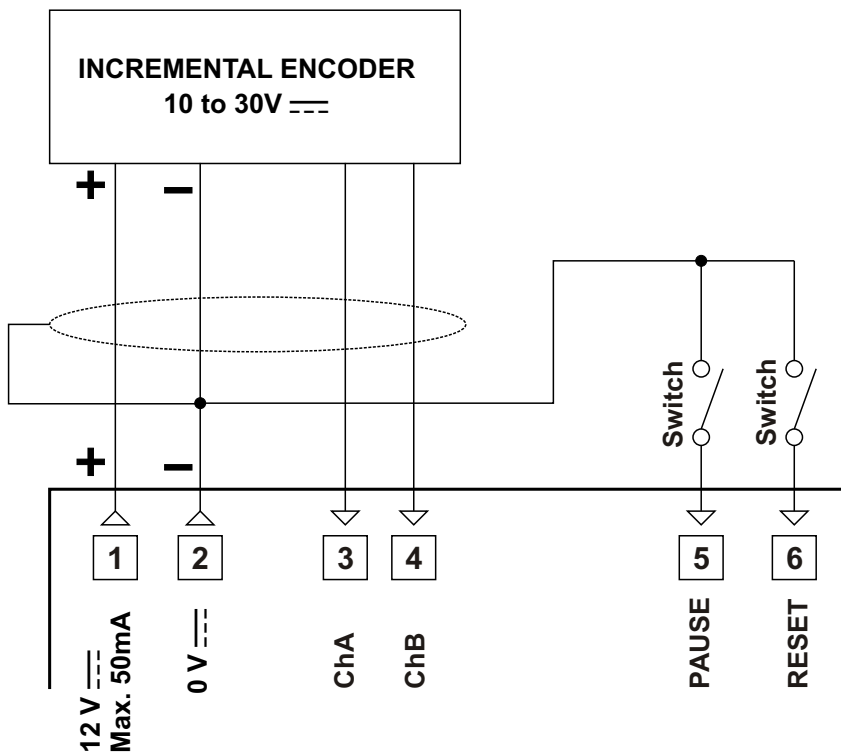 INCREMENTAL ENCODER
10 to 30V ⎓
+
−
Switch
Switch
+
−
1
2
3
4
5
6
12 V ⎓
Max. 50mA
0 V ⎓
ChA
ChB
PAUSE
RESET